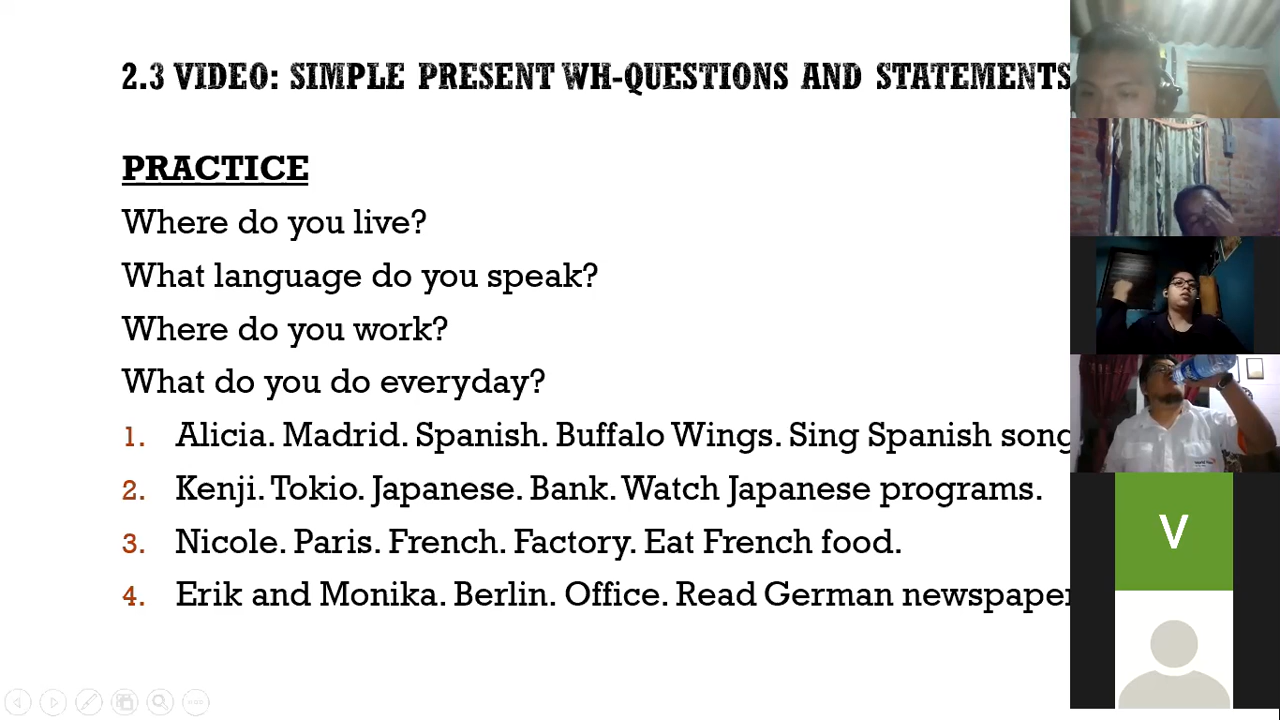 2.3 VIDEO: SIMPLE PRESENT WH-QUESTIONS AND STATEMENTS
PRACTICE
Where do you live?
What language do you speak?
Where do you work?
What do you do everyday?
1. Alicia. Madrid. Spanish. Buffalo Wings. Sing Spanish song
2. Kenji. Tokio. Japanese. Bank. Watch Japanese programs.
3. Nicole. Paris. French. Factory. Eat French food.
4. Erik and Monika. Berlin. Office. Read German newspaper
V